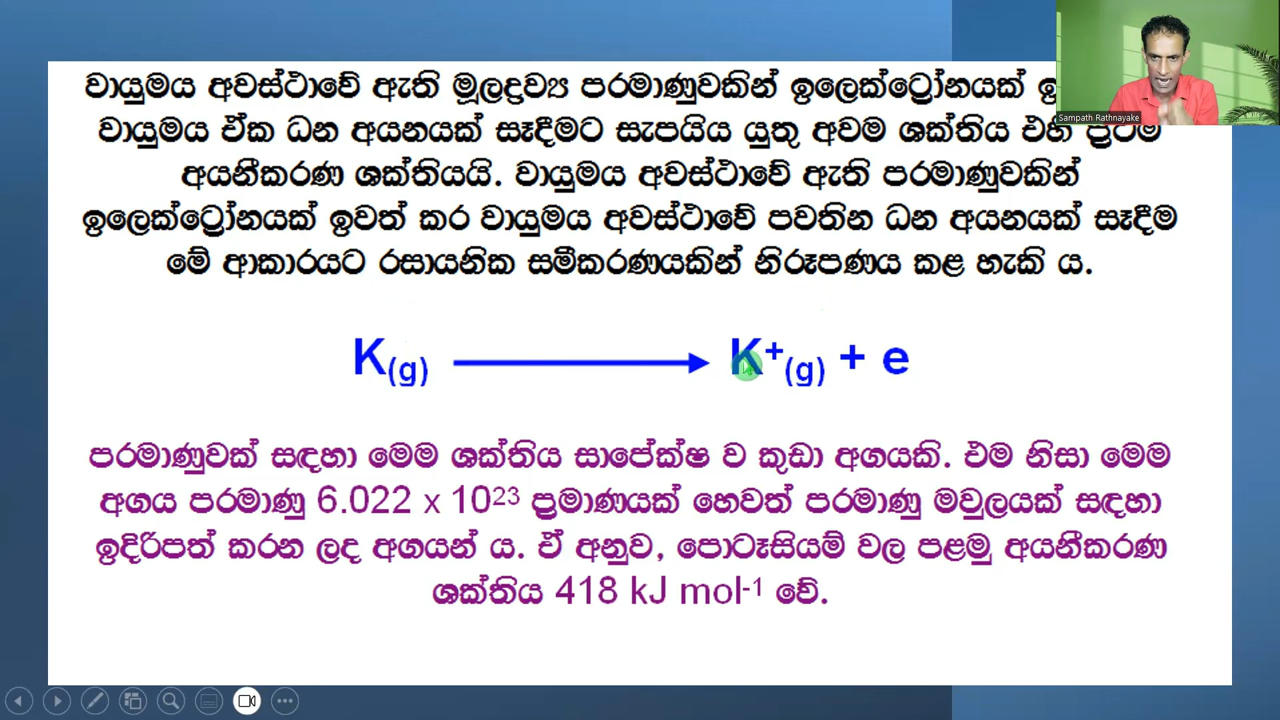 වායුමය අවස්ථාවේ ඇති මූලද්‍රව්‍ය පරමාණුවකින් ඉලෙක්ට්‍රෝනයක්
Sampath Rathnayake
වායුමය ඒක ධන අයනයක් සෑදීමට සැපයිය යුතු අවම ශක්තිය එහි ප්‍රථම
අයනීකරණ ශක්තියයි. වායුමය අවස්ථාවේ ඇති පරමාණුවකින්
ඉලෙක්ට්‍රෝනයක් ඉවත් කර වායුමය අවස්ථාවේ පවතින ධන අයනයක් සෑදීම
මේ ආකාරයට රසායනික සමීකරණයකින් නිරූපණය කළ හැකි ය.
K(g) ⟶ K⁺(g) + e
පරමාණුවක් සඳහා මෙම ශක්තිය සාපේක්ෂ ව කුඩා අගයකි. එම නිසා මෙම
අගය පරමාණු 6.022 x 10²³ ප්‍රමාණයක් හෙවත් පරමාණු මවුලයක් සඳහා
ඉදිරිපත් කරන ලද අගයන් ය. ඒ අනුව, පොටෑසියම් වල පළමු අයනීකරණ
ශක්තිය 418 kJ mol⁻¹ වේ.